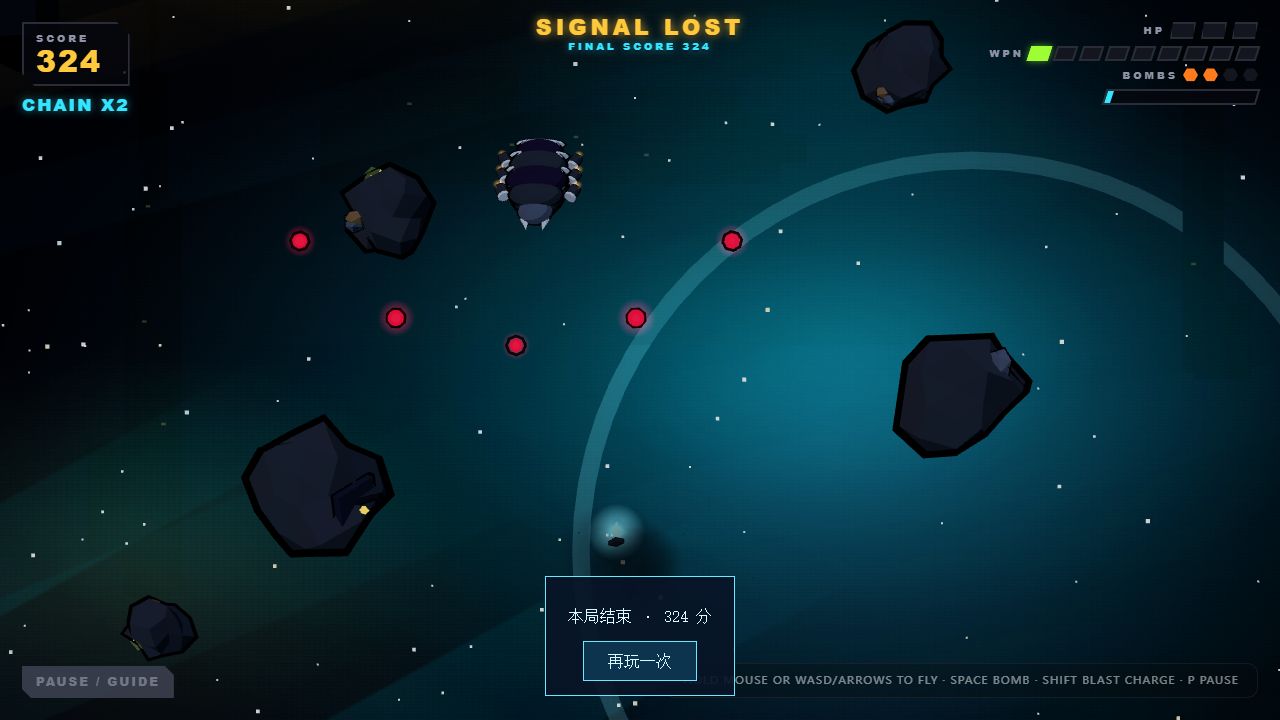 SIGNAL LOST
FINAL SCORE 324
SCORE
324
CHAIN X2
HP
WPN
BOMBS
本局结束 · 324 分
再玩一次
PAUSE / GUIDE
MOUSE OR WASD/ARROWS TO FLY · SPACE BOMB · SHIFT BLAST CHARGE · P PAUSE